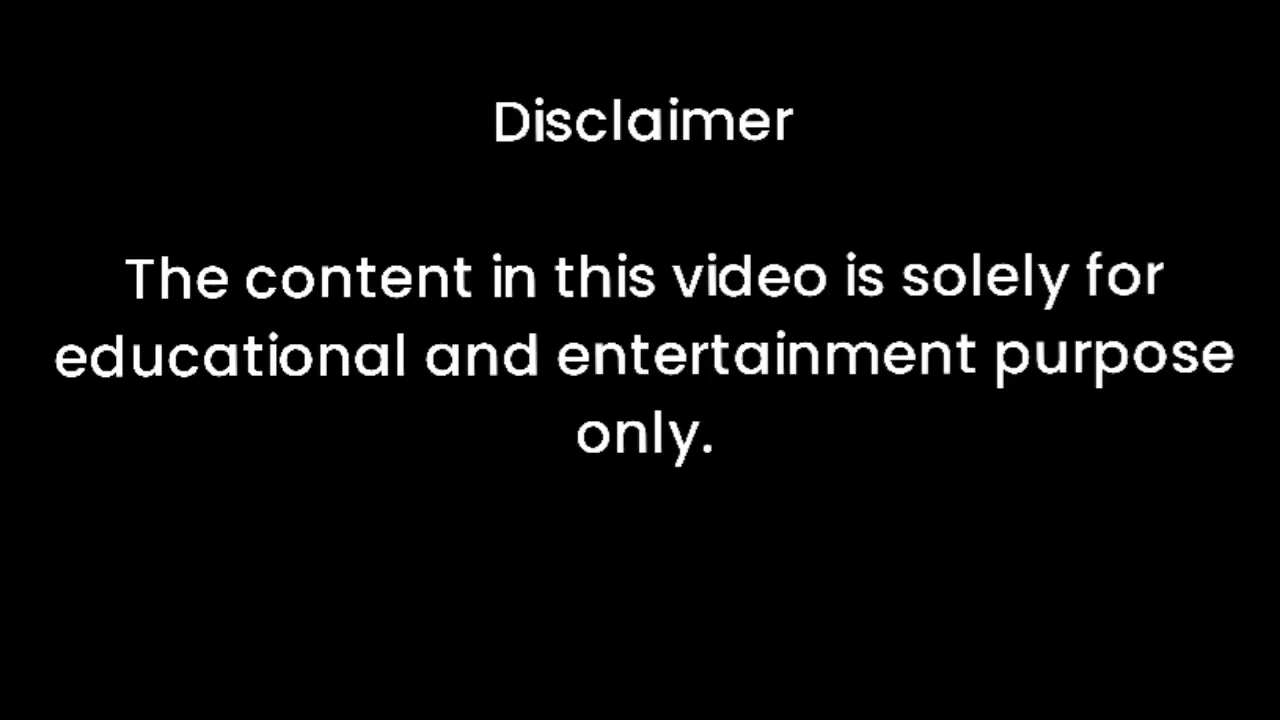 Disclaimer
The content in this video is solely for
educational and entertainment purpose
only.